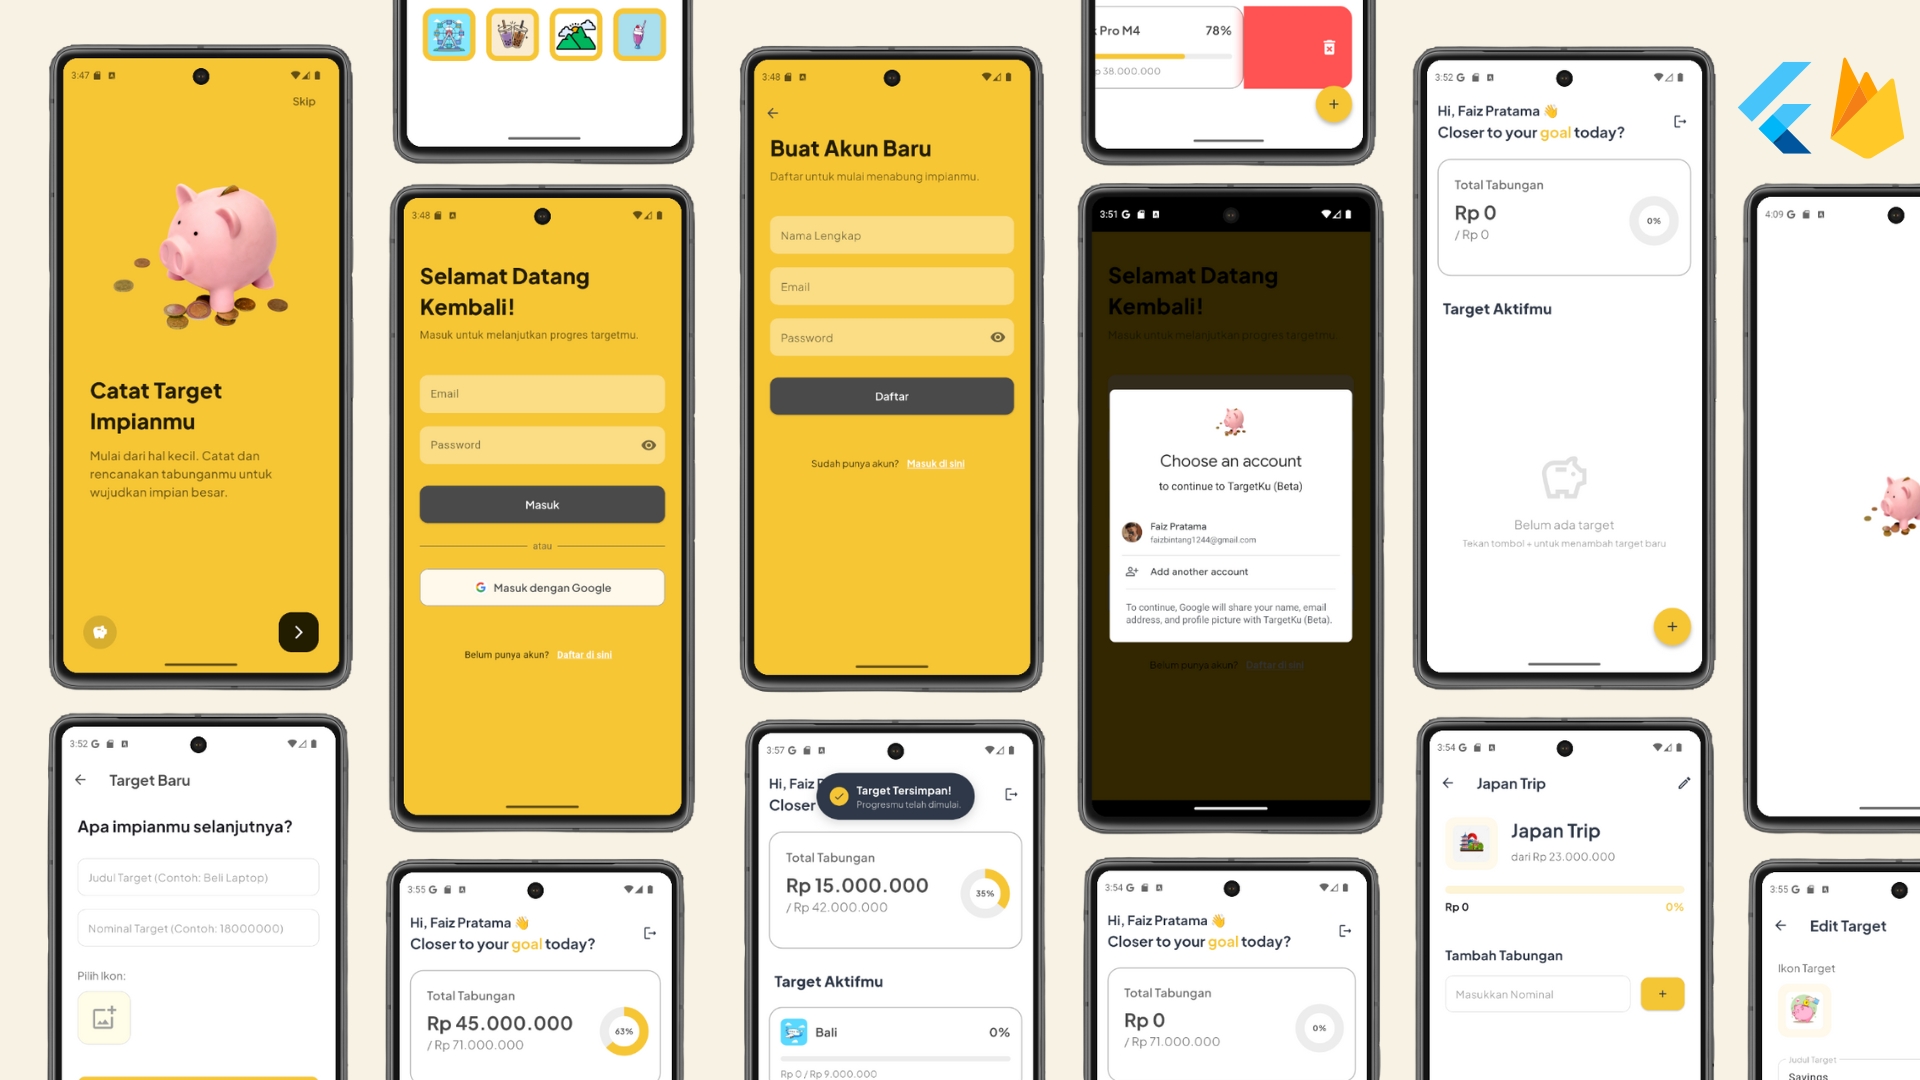 3:47
Skip
Catat Target
Impianmu
Mulai dari hal kecil. Catat dan
rencanakan tabunganmu untuk
wujudkan impian besar.
3:48
Selamat Datang
Kembali!
Masuk untuk melanjutkan progres targetmu.
Email
Password
Masuk
atau
Masuk dengan Google
Belum punya akun? Daftar di sini
3:48
Buat Akun Baru
Daftar untuk mulai menabung impianmu.
Nama Lengkap
Email
Password
Daftar
Sudah punya akun? Masuk di sini
Pro M4
78%
38.000.000
+
3:51 G
Selamat Datang
Kembali!
Masuk untuk melanjutkan progres targetmu.
Choose an account
to continue to TargetKu (Beta)
Faiz Pratama
faizbintang1244@gmail.com
Add another account
To continue, Google will share your name, email
address, and profile picture with TargetKu (Beta).
Belum punya akun? Daftar di sini
3:52 G
Hi, Faiz Pratama 👋
Closer to your goal today?
Total Tabungan
Rp 0
/ Rp 0
0%
Target Aktifmu
Belum ada target
Tekan tombol + untuk menambah target baru
+
4:09 G
3:52 G
Target Baru
Apa impianmu selanjutnya?
Judul Target (Contoh: Beli Laptop)
Nominal Target (Contoh: 18000000)
Pilih Ikon:
3:55 G
Hi, Faiz Pratama 👋
Closer to your goal today?
Total Tabungan
Rp 45.000.000
/ Rp 71.000.000
63%
3:57 G
Hi, Faiz
Closer
Target Tersimpan!
Progresmu telah dimulai.
Total Tabungan
Rp 15.000.000
/ Rp 42.000.000
35%
Target Aktifmu
Bali
0%
Rp 0 / Rp 9.000.000
3:54 G
Hi, Faiz Pratama 👋
Closer to your goal today?
Total Tabungan
Rp 0
/ Rp 71.000.000
0%
3:54 G
Japan Trip
Japan Trip
dari Rp 23.000.000
Rp 0
0%
Tambah Tabungan
Masukkan Nominal
+
3:55 G
Edit Target
Ikon Target
Judul Target
Savings